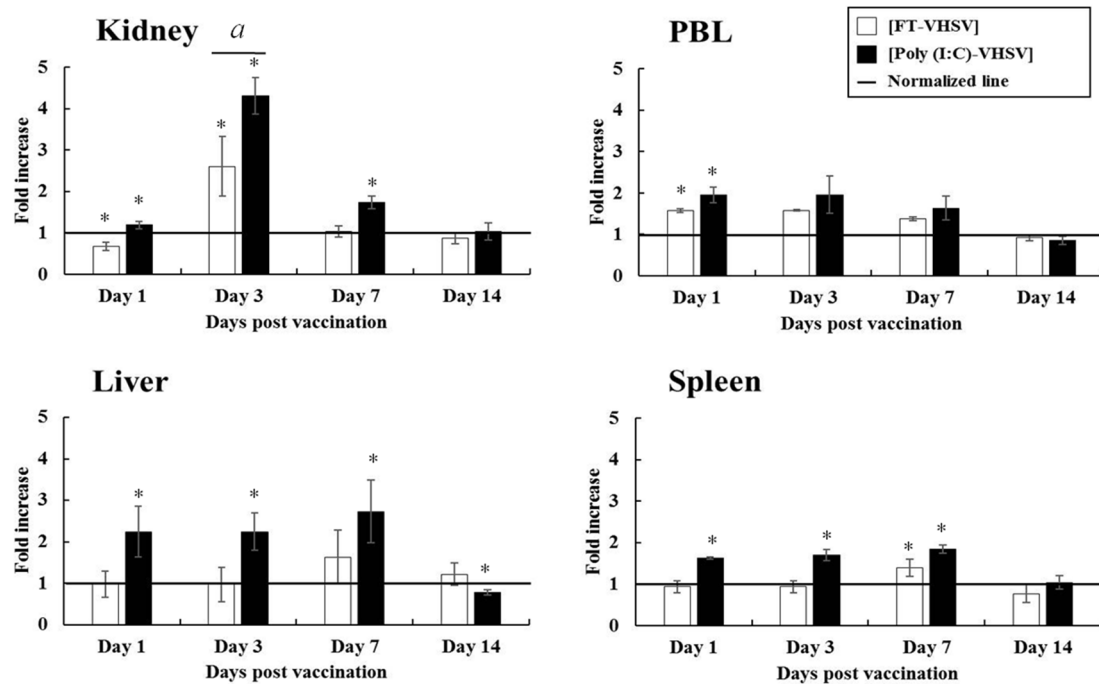 Kidney
a
*
*
*
*
*
Fold increase
5
4
3
2
1
0
Day 1
Day 3
Day 7
Day 14
Days post vaccination
PBL
[FT-VHSV]
[Poly (I:C)-VHSV]
Normalized line
*
*
Fold increase
5
4
3
2
1
0
Day 1
Day 3
Day 7
Day 14
Days post vaccination
Liver
*
*
*
*
Fold increase
5
4
3
2
1
0
Day 1
Day 3
Day 7
Day 14
Days post vaccination
Spleen
*
*
*
*
Fold increase
5
4
3
2
1
0
Day 1
Day 3
Day 7
Day 14
Days post vaccination